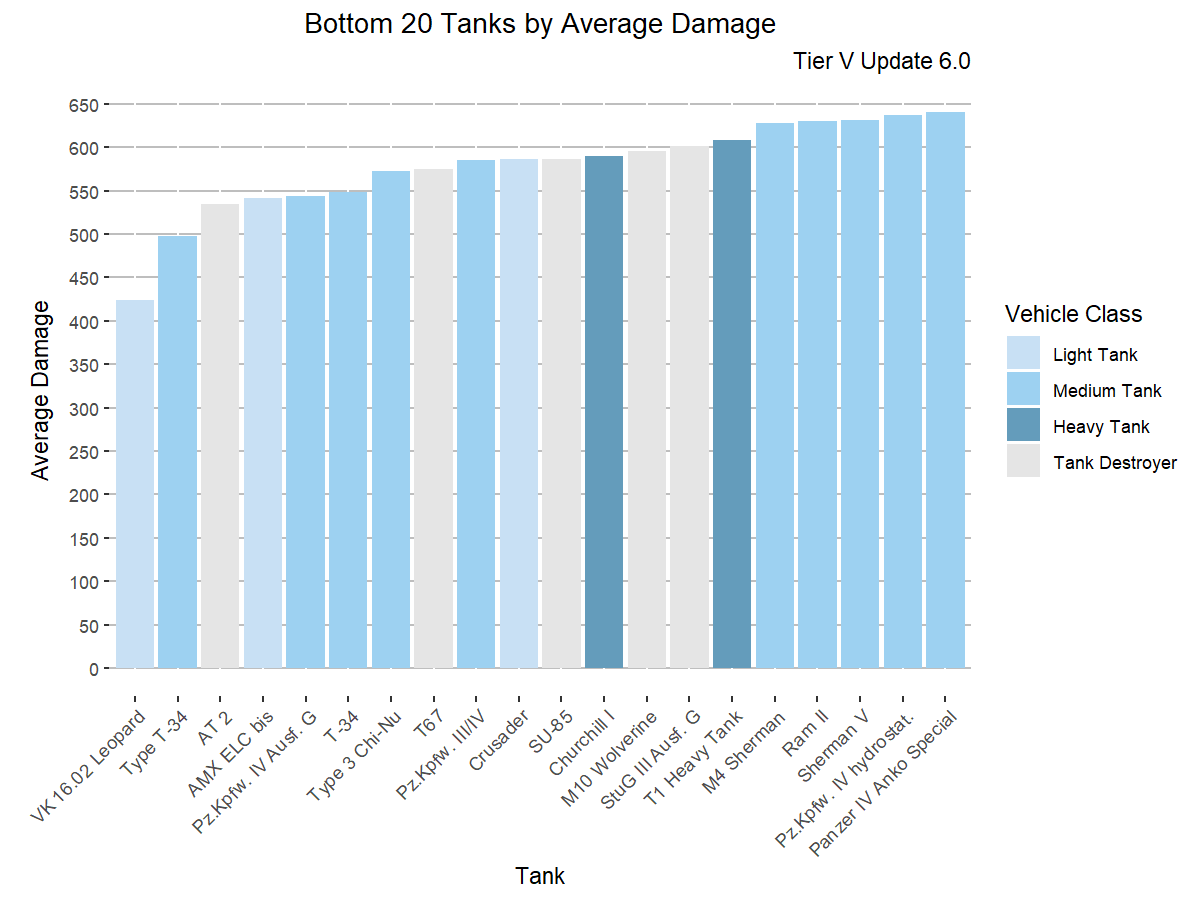 Bottom 20 Tanks by Average Damage
Tier V Update 6.0
Average Damage
650
600
550
500
450
400
350
300
250
200
150
100
50
0
VK 16.02 Leopard
Type T-34
AT 2
AMX ELC bis
Pz.Kpfw. IV Ausf. G
T-34
Type 3 Chi-Nu
T67
Pz.Kpfw. III/IV
Crusader
SU-85
Churchill I
M10 Wolverine
StuG III Ausf. G
T1 Heavy Tank
M4 Sherman
Ram II
Sherman V
Pz.Kpfw. IV hydrostat.
Panzer IV Anko Special
Tank
Vehicle Class
Light Tank
Medium Tank
Heavy Tank
Tank Destroyer